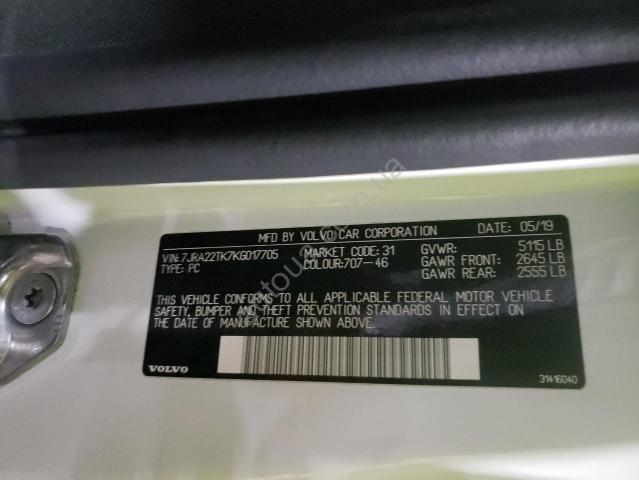 MFD BY VOLVO CAR CORPORATION DATE: 05/19
VIN:7JRA22TK7KG017705 MARKET CODE: 31 GVWR: 5115 LB
TYPE: PC COLOUR:707-46 GAWR FRONT: 2645 LB
GAWR REAR: 2555 LB
THIS VEHICLE CONFORMS TO ALL APPLICABLE FEDERAL MOTOR VEHICLE
SAFETY, BUMPER AND THEFT PREVENTION STANDARDS IN EFFECT ON
THE DATE OF MANUFACTURE SHOWN ABOVE.
VOLVO 31416040